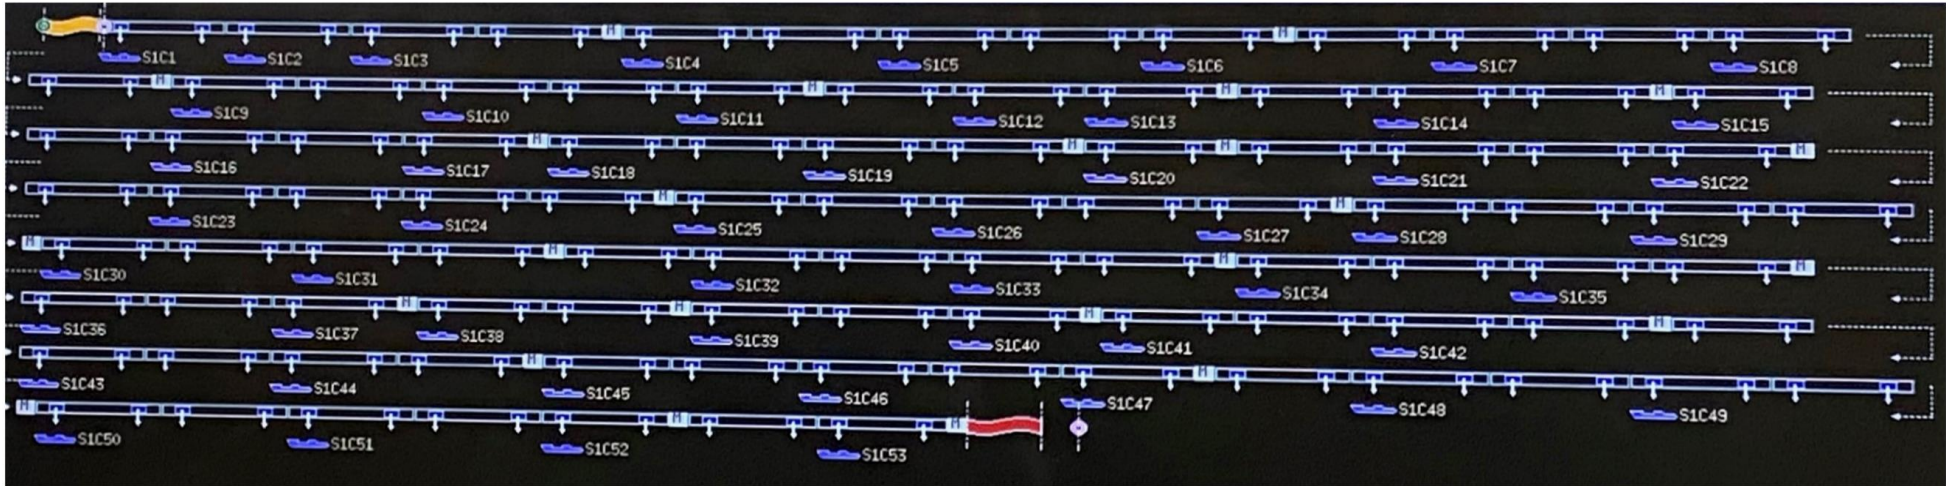 S1C1 S1C2 S1C3 S1C4 S1C5 S1C6 S1C7 S1C8
S1C9 S1C10 S1C11 S1C12 S1C13 S1C14 S1C15
S1C16 S1C17 S1C18 S1C19 S1C20 S1C21 S1C22
S1C23 S1C24 S1C25 S1C26 S1C27 S1C28 S1C29
S1C30 S1C31 S1C32 S1C33 S1C34 S1C35
S1C36 S1C37 S1C38 S1C39 S1C40 S1C41 S1C42
S1C43 S1C44 S1C45 S1C46 S1C47 S1C48 S1C49
S1C50 S1C51 S1C52 S1C53